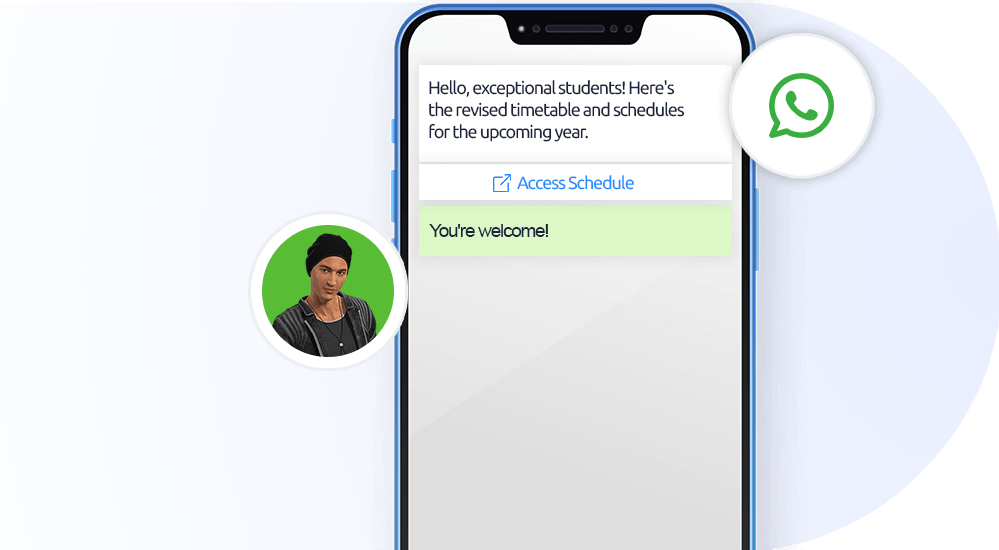 Hello, exceptional students! Here's
the revised timetable and schedules
for the upcoming year.
Access Schedule
You're welcome!